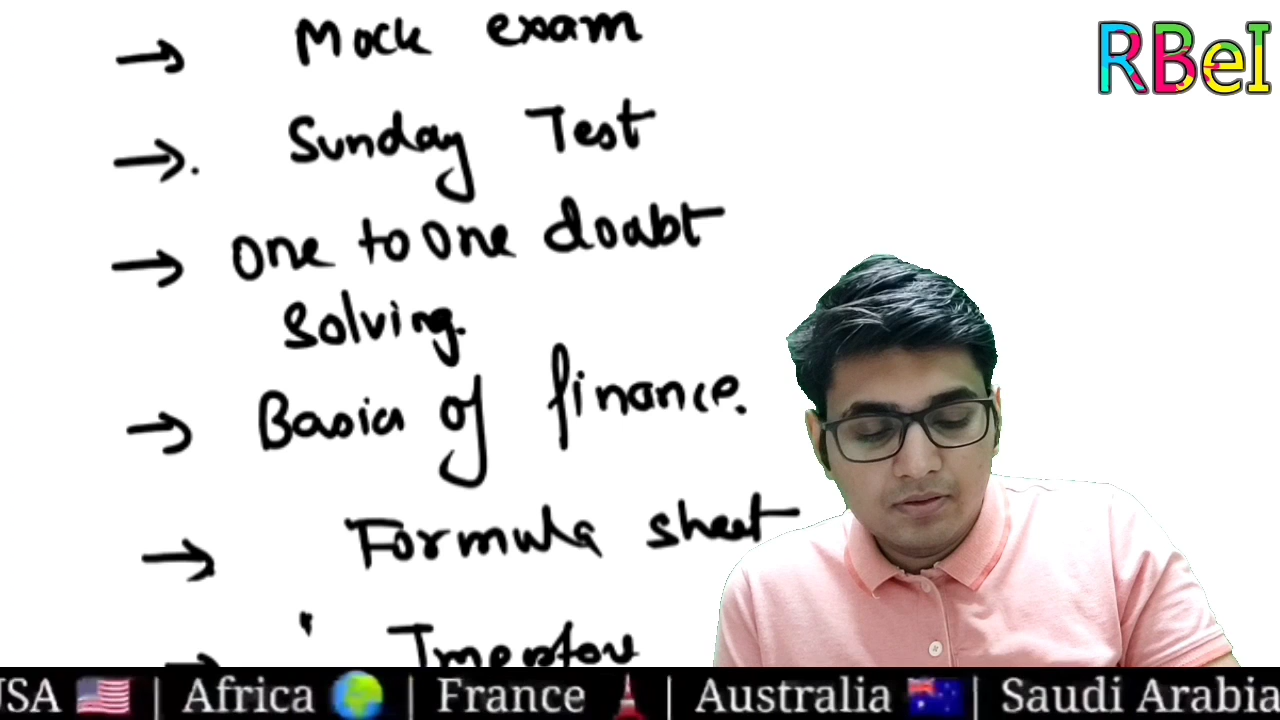 → Mock exam
RBeI
→. Sunday Test
→ One to One doubt
Solving.
→ Basics of finance.
→ Formula sheet
→
USA | Africa | France | Australia | Saudi Arabia